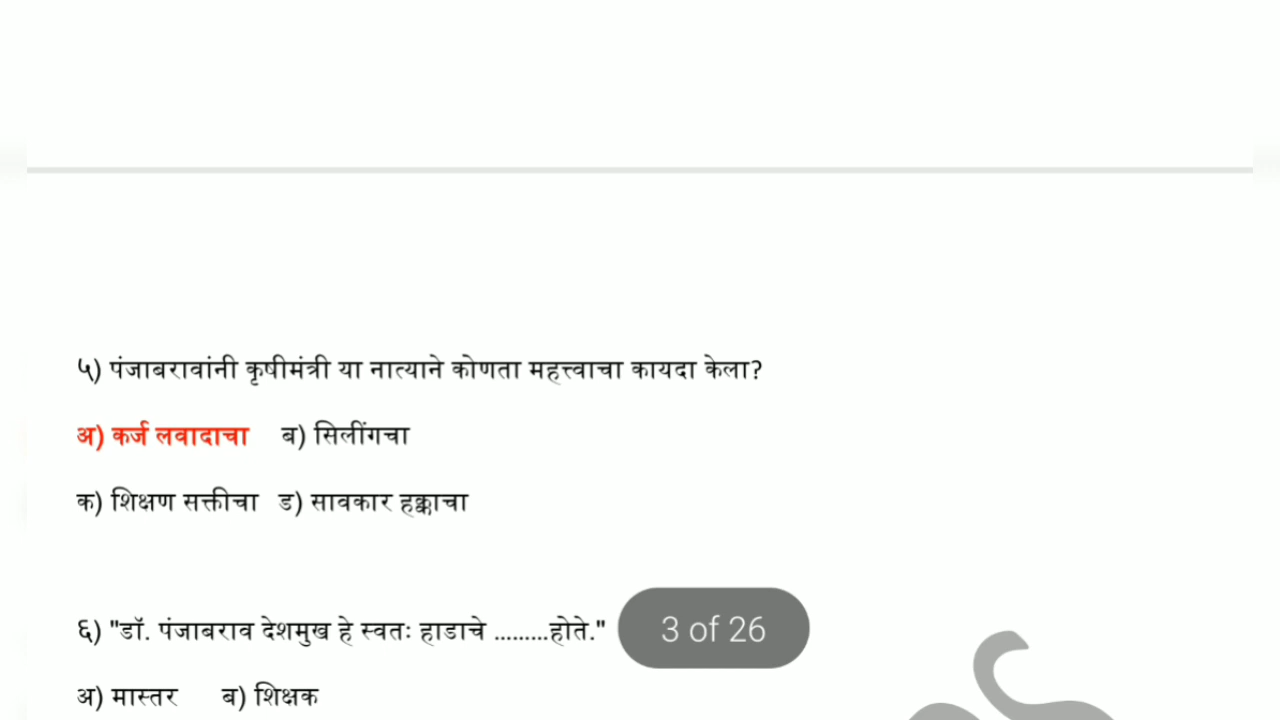 ५) पंजाबरावांनी कृषीमंत्री या नात्याने कोणता महत्त्वाचा कायदा केला?
अ) कर्ज लवादाचा ब) सिलींगचा
क) शिक्षण सक्तीचा ड) सावकार हक्काचा
६) "डॉ. पंजाबराव देशमुख हे स्वतः हाडाचे .........होते."
3 of 26
अ) मास्तर ब) शिक्षक